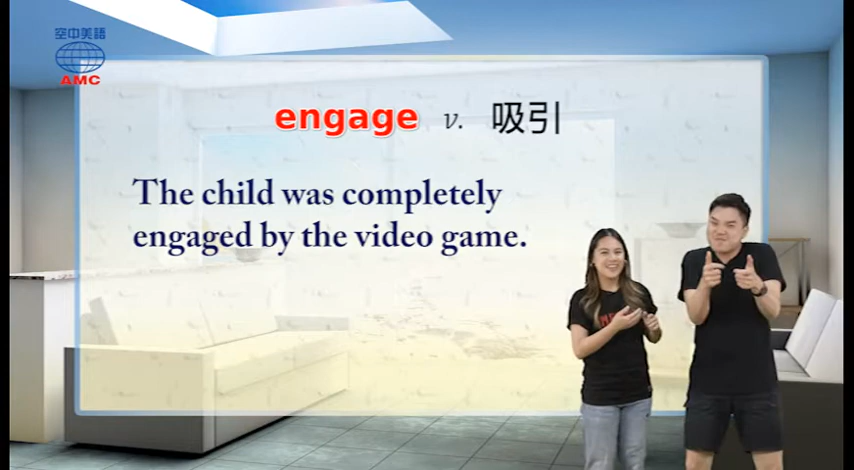 空中美語
AMC
engage v. 吸引
The child was completely
engaged by the video game.